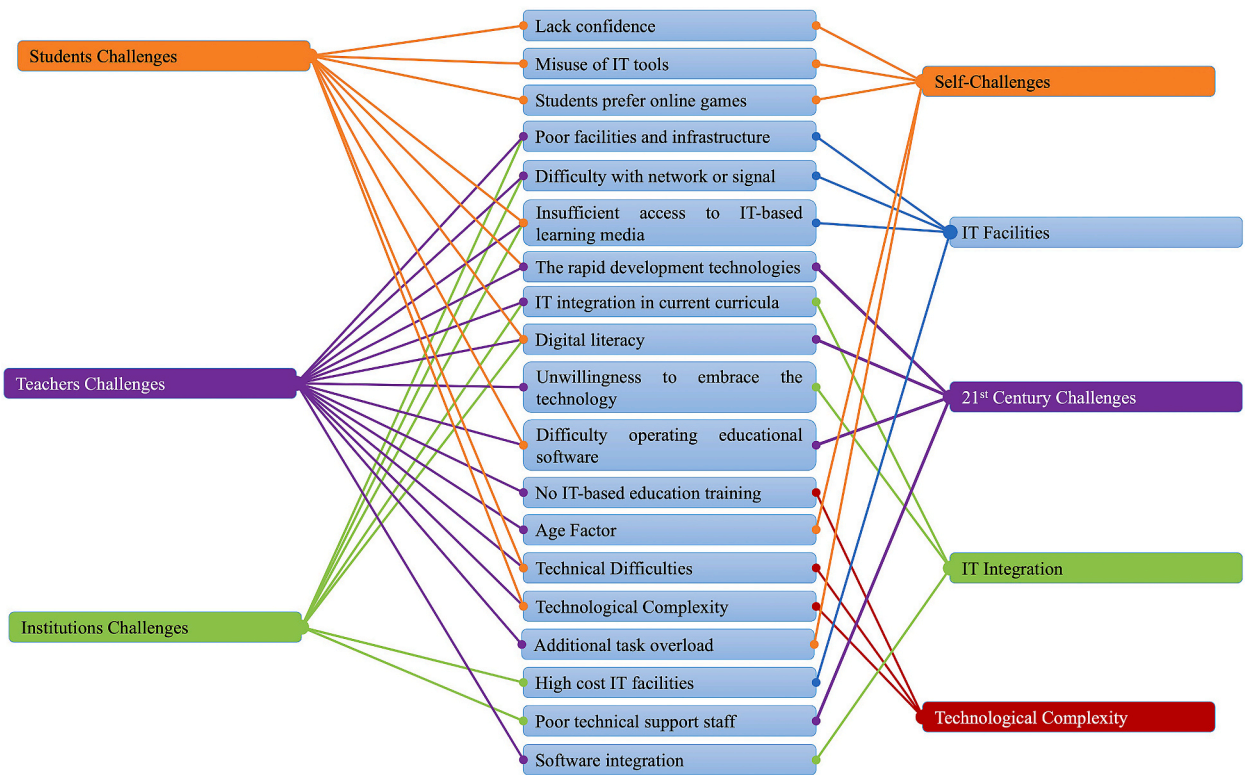 Students Challenges
Teachers Challenges
Institutions Challenges
Lack confidence
Misuse of IT tools
Students prefer online games
Poor facilities and infrastructure
Difficulty with network or signal
Insufficient access to IT-based
learning media
The rapid development technologies
IT integration in current curricula
Digital literacy
Unwillingness to embrace the
technology
Difficulty operating educational
software
No IT-based education training
Age Factor
Technical Difficulties
Technological Complexity
Additional task overload
High cost IT facilities
Poor technical support staff
Software integration
Self-Challenges
IT Facilities
21st Century Challenges
IT Integration
Technological Complexity